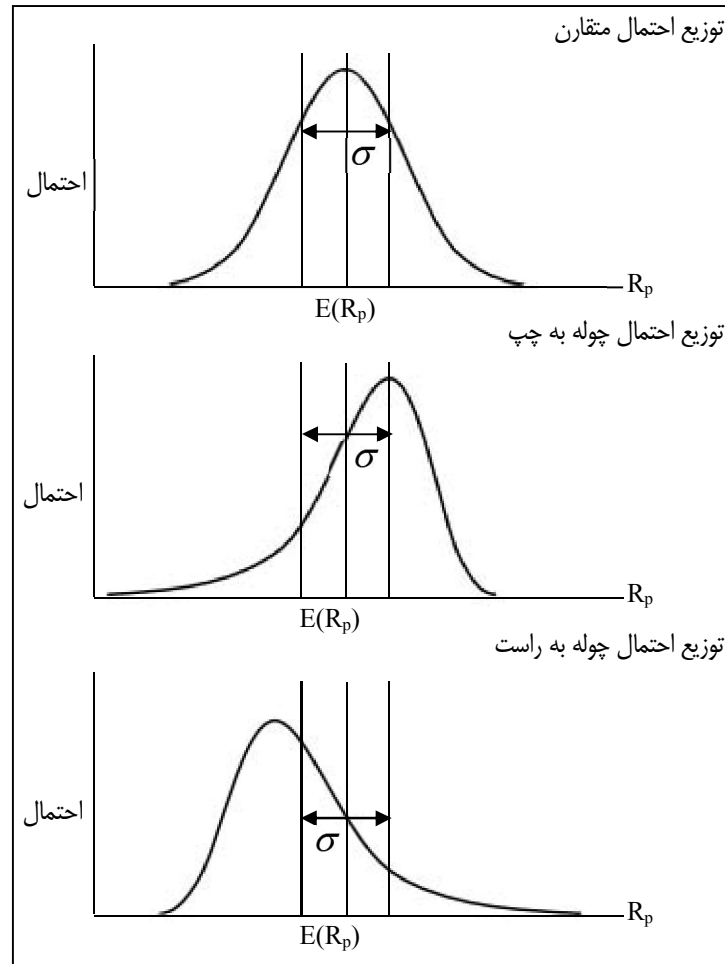 توزیع احتمال متقارن
احتمال
σ
R_p
E(R_p)
توزیع احتمال چوله به چپ
احتمال
σ
R_p
E(R_p)
توزیع احتمال چوله به راست
احتمال
σ
R_p
E(R_p)